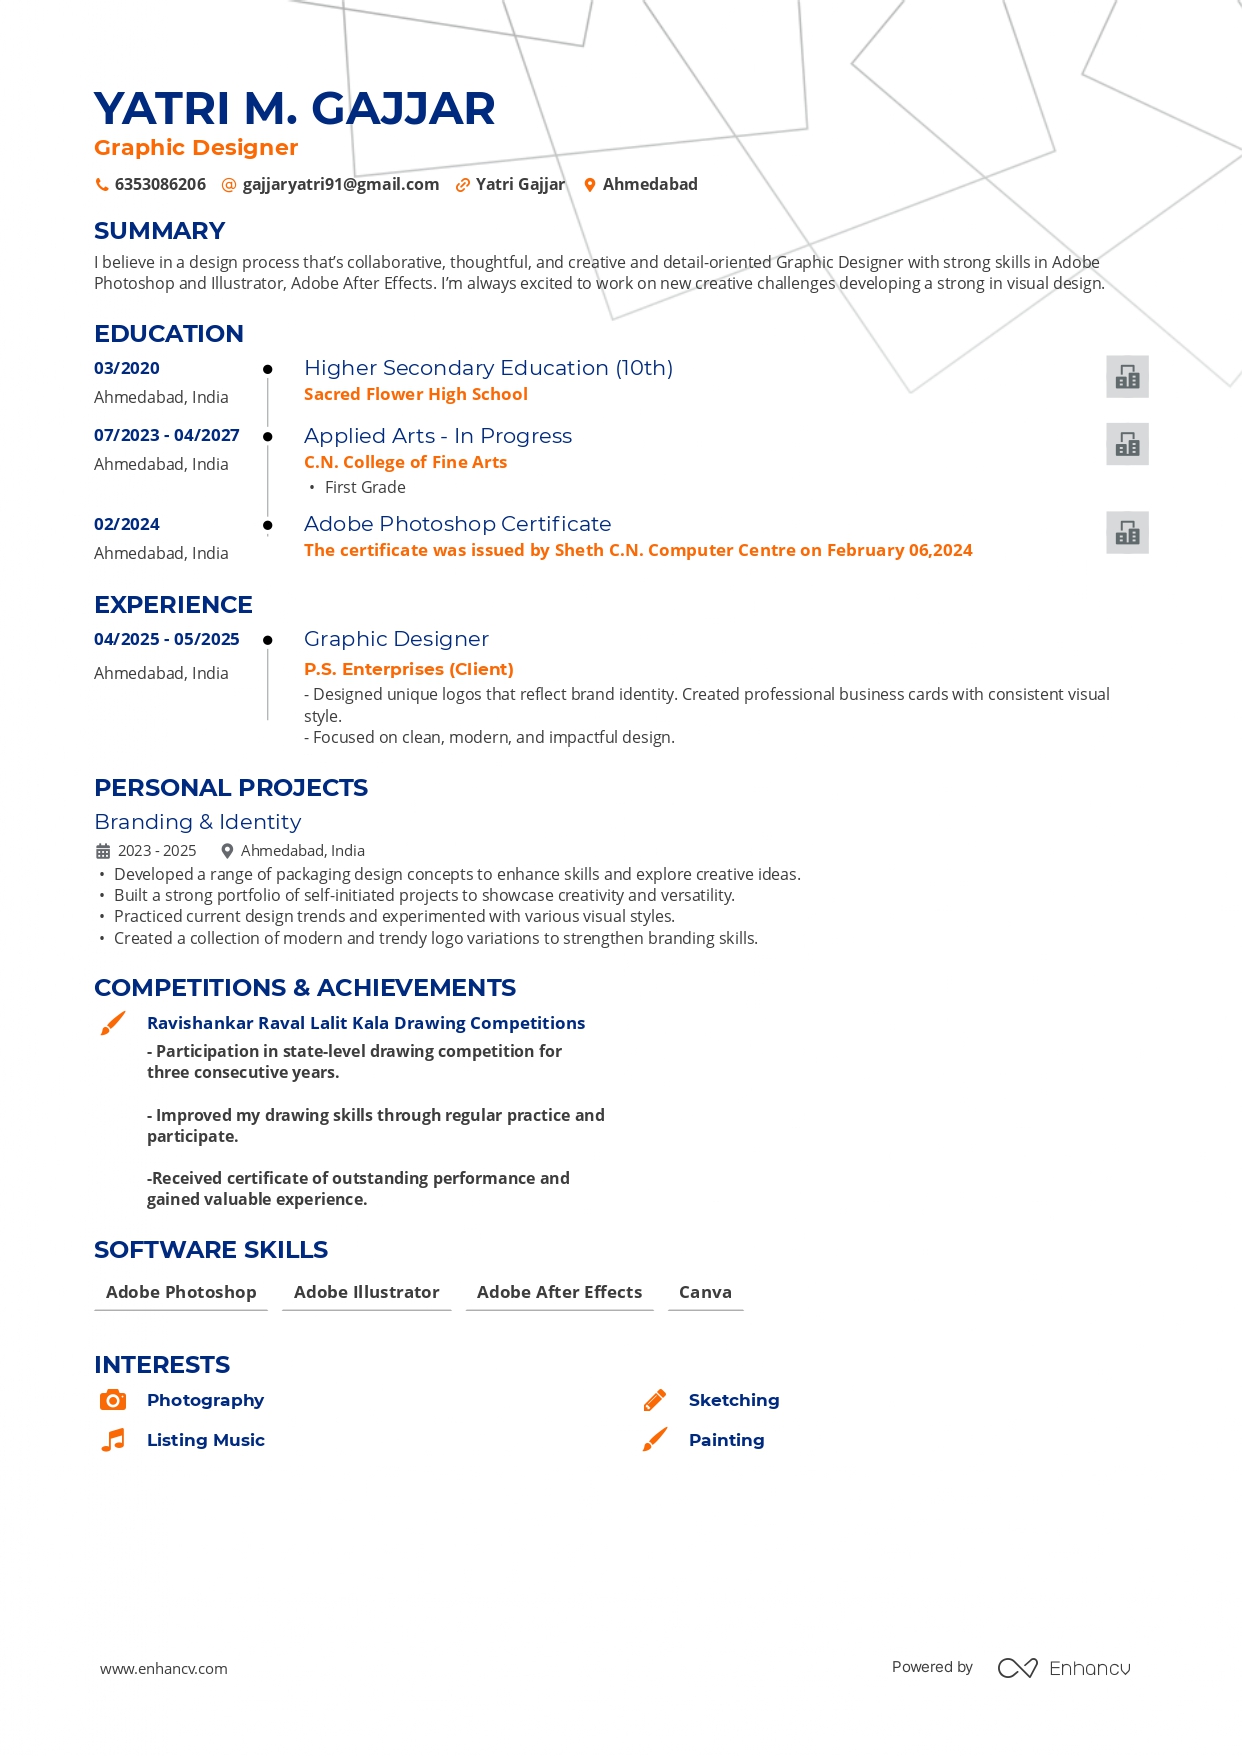 YATRI M. GAJJAR
Graphic Designer
6353086206 @ gajjaryatri91@gmail.com Yatri Gajjar Ahmedabad
SUMMARY
I believe in a design process that's collaborative, thoughtful, and creative and detail-oriented Graphic Designer with strong skills in Adobe
Photoshop and Illustrator, Adobe After Effects. I'm always excited to work on new creative challenges developing a strong in visual design.
EDUCATION
03/2020 Higher Secondary Education (10th)
Ahmedabad, India Sacred Flower High School
07/2023 - 04/2027 Applied Arts - In Progress
Ahmedabad, India C.N. College of Fine Arts
• First Grade
02/2024 Adobe Photoshop Certificate
Ahmedabad, India The certificate was issued by Sheth C.N. Computer Centre on February 06,2024
EXPERIENCE
04/2025 - 05/2025 Graphic Designer
Ahmedabad, India P.S. Enterprises (Client)
- Designed unique logos that reflect brand identity. Created professional business cards with consistent visual
style.
- Focused on clean, modern, and impactful design.
PERSONAL PROJECTS
Branding & Identity
2023 - 2025 Ahmedabad, India
• Developed a range of packaging design concepts to enhance skills and explore creative ideas.
• Built a strong portfolio of self-initiated projects to showcase creativity and versatility.
• Practiced current design trends and experimented with various visual styles.
• Created a collection of modern and trendy logo variations to strengthen branding skills.
COMPETITIONS & ACHIEVEMENTS
Ravishankar Raval Lalit Kala Drawing Competitions
- Participation in state-level drawing competition for
three consecutive years.
- Improved my drawing skills through regular practice and
participate.
-Received certificate of outstanding performance and
gained valuable experience.
SOFTWARE SKILLS
Adobe Photoshop Adobe Illustrator Adobe After Effects Canva
INTERESTS
Photography Sketching
Listing Music Painting
www.enhancv.com Powered by Enhancv